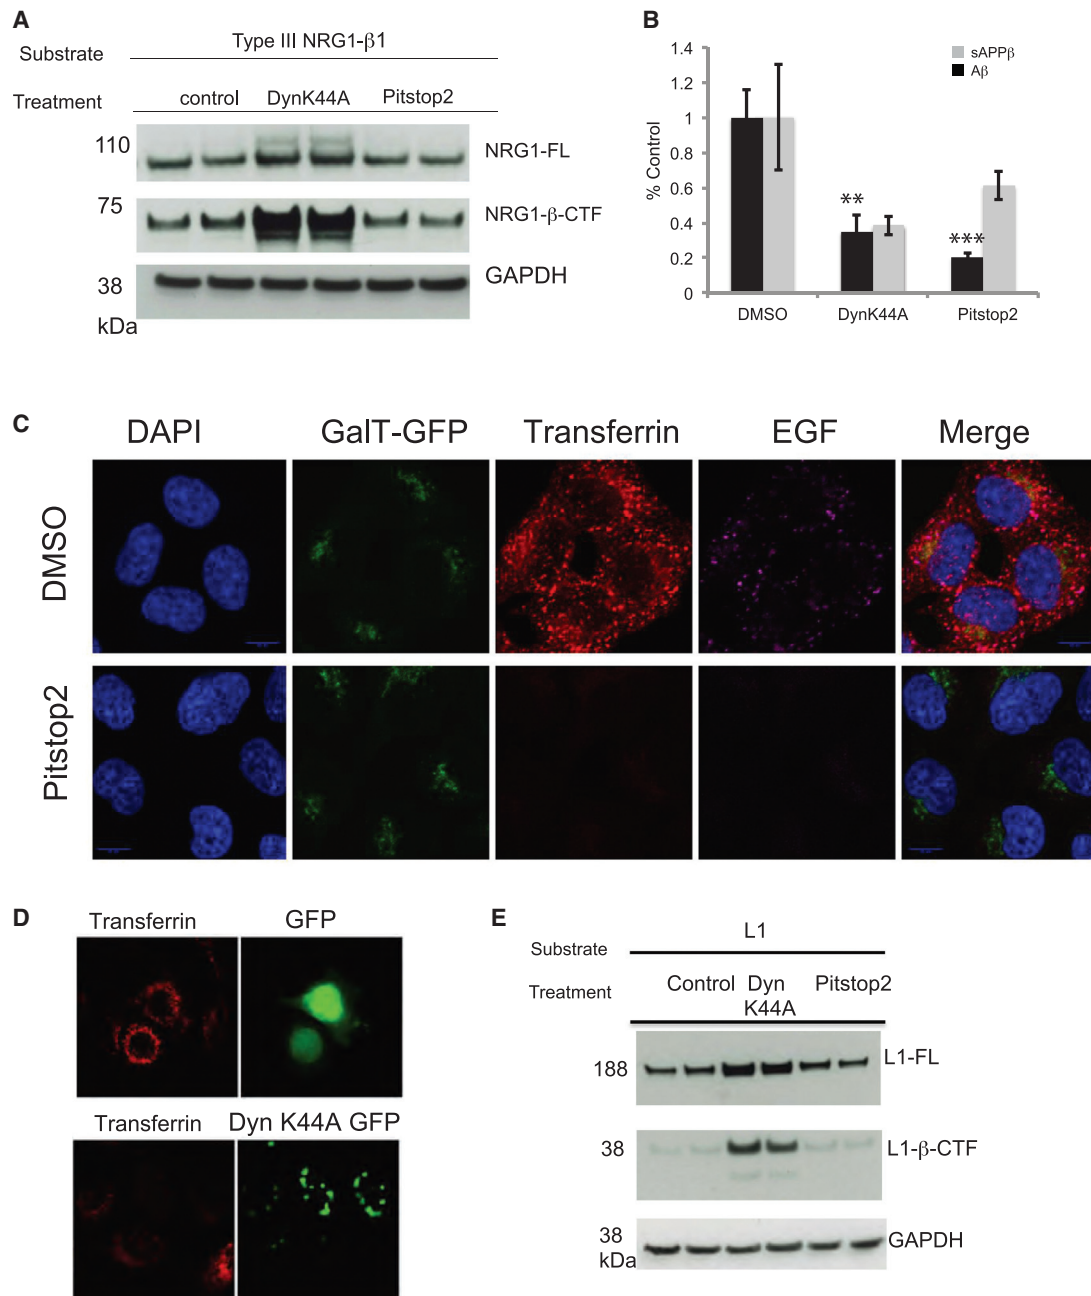 A
Substrate
Type III NRG1-β1
Treatment
control DynK44A Pitstop2
110
NRG1-FL
75
NRG1-β-CTF
38
GAPDH
kDa
B
1.4
1.2
1
0.8
0.6
0.4
0.2
0
% Control
sAPPβ
Aβ
**
***
DMSO DynK44A Pitstop2
C
DAPI GalT-GFP Transferrin EGF Merge
DMSO
Pitstop2
D
Transferrin GFP
Transferrin Dyn K44A GFP
E
Substrate
L1
Treatment
Control Dyn K44A Pitstop2
188
L1-FL
38
L1-β-CTF
38
kDa
GAPDH